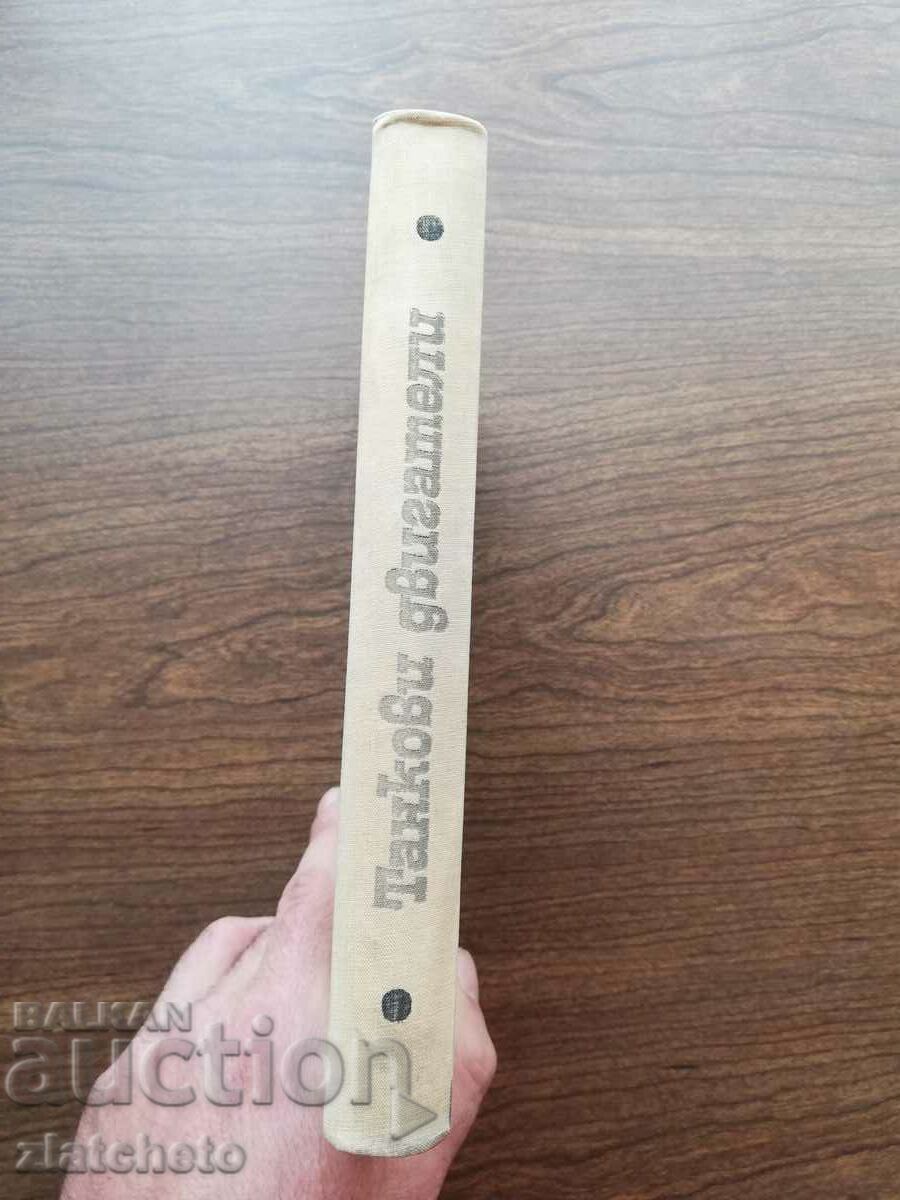 Танкови двигатели
BALKAN
auction
zlatcheto